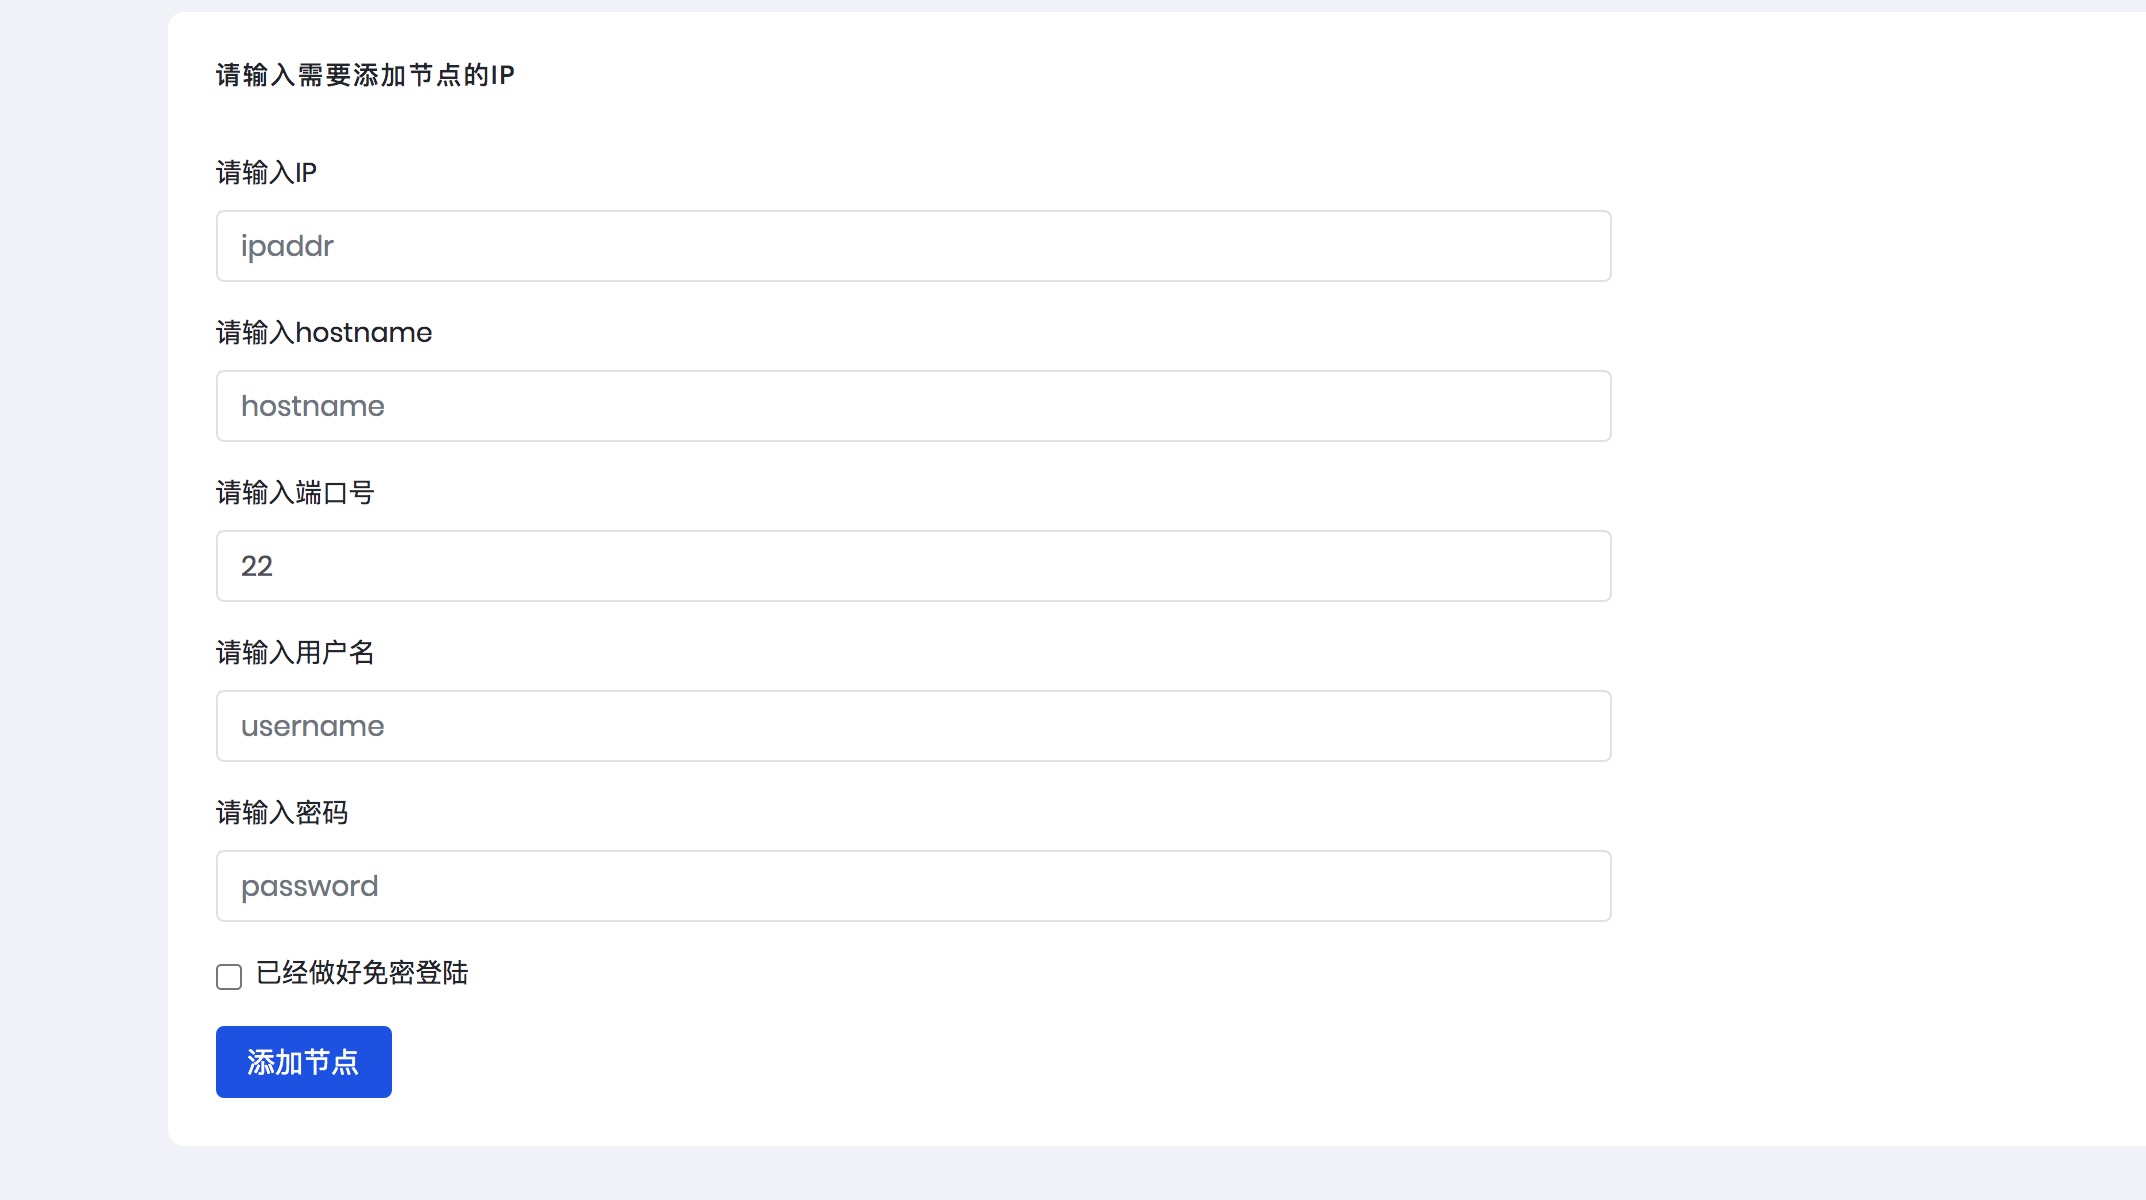 请输入需要添加节点的IP
请输入IP
ipaddr
请输入hostname
hostname
请输入端口号
22
请输入用户名
username
请输入密码
password
已经做好免密登陆
添加节点